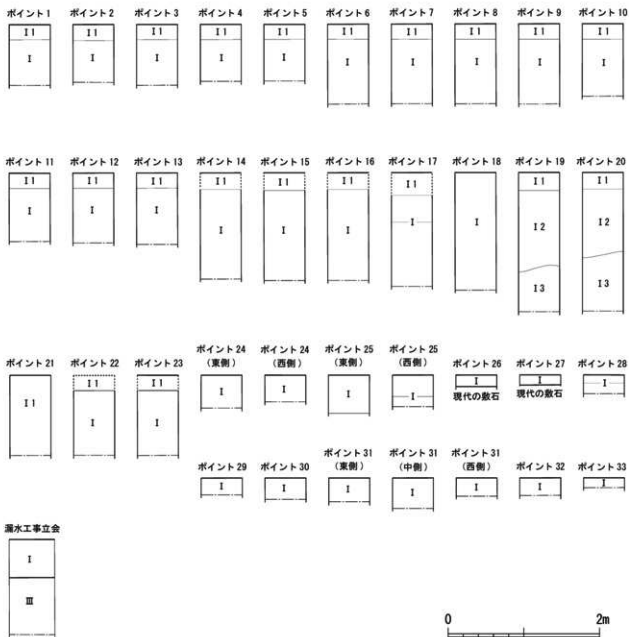 ポイント1 ポイント2 ポイント3 ポイント4 ポイント5 ポイント6 ポイント7 ポイント8 ポイント9 ポイント10
I1 I1 I1 I1 I1 I1 I1 I1 I1 I1
I I I I I I I I I I
ポイント11 ポイント12 ポイント13 ポイント14 ポイント15 ポイント16 ポイント17 ポイント18 ポイント19 ポイント20
I1 I1 I1 I1 I1 I1 I1 I1 I1
I I I I I I I I I2 I2
I3 I3
ポイント21 ポイント22 ポイント23 ポイント24 ポイント24 ポイント25 ポイント25 ポイント26 ポイント27 ポイント28
(東側) (西側) (東側) (西側)
I1 I1 I1 I I I I I I I
I I
現代の敷石 現代の敷石
ポイント29 ポイント30 ポイント31 ポイント31 ポイント31 ポイント32 ポイント33
(東側) (中側) (西側)
I I I I I I I
漏水工事立会
I
III
0 2m